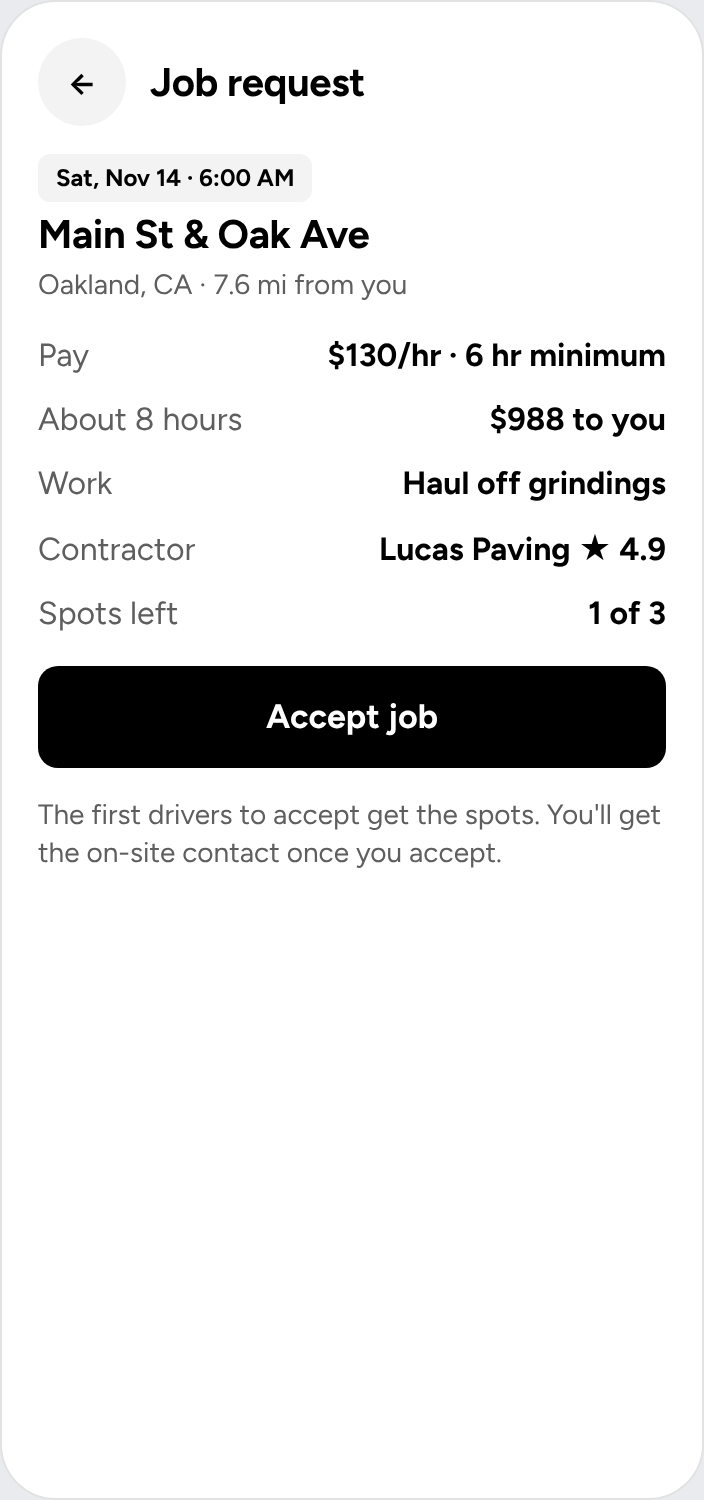 ← Job request
Sat, Nov 14 · 6:00 AM
Main St & Oak Ave
Oakland, CA · 7.6 mi from you
Pay $130/hr · 6 hr minimum
About 8 hours $988 to you
Work Haul off grindings
Contractor Lucas Paving ★ 4.9
Spots left 1 of 3
Accept job
The first drivers to accept get the spots. You'll get
the on-site contact once you accept.